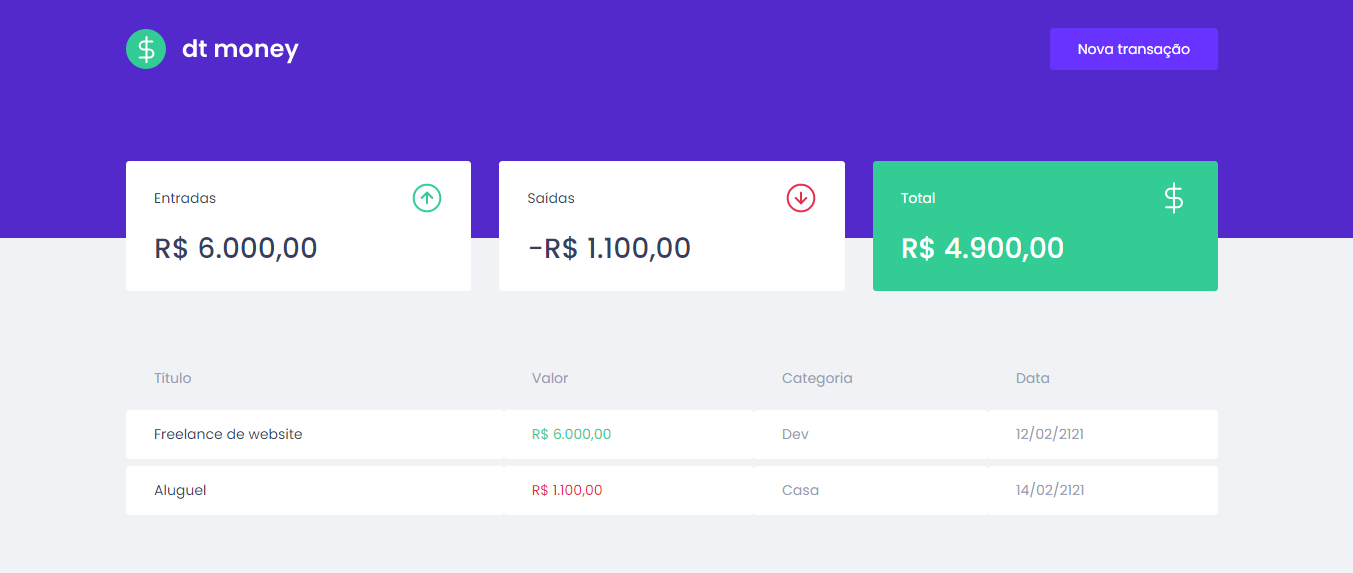 dt money
Nova transação
Entradas
R$ 6.000,00
Saídas
-R$ 1.100,00
Total
R$ 4.900,00
Título Valor Categoria Data
Freelance de website R$ 6.000,00 Dev 12/02/2121
Aluguel R$ 1.100,00 Casa 14/02/2121